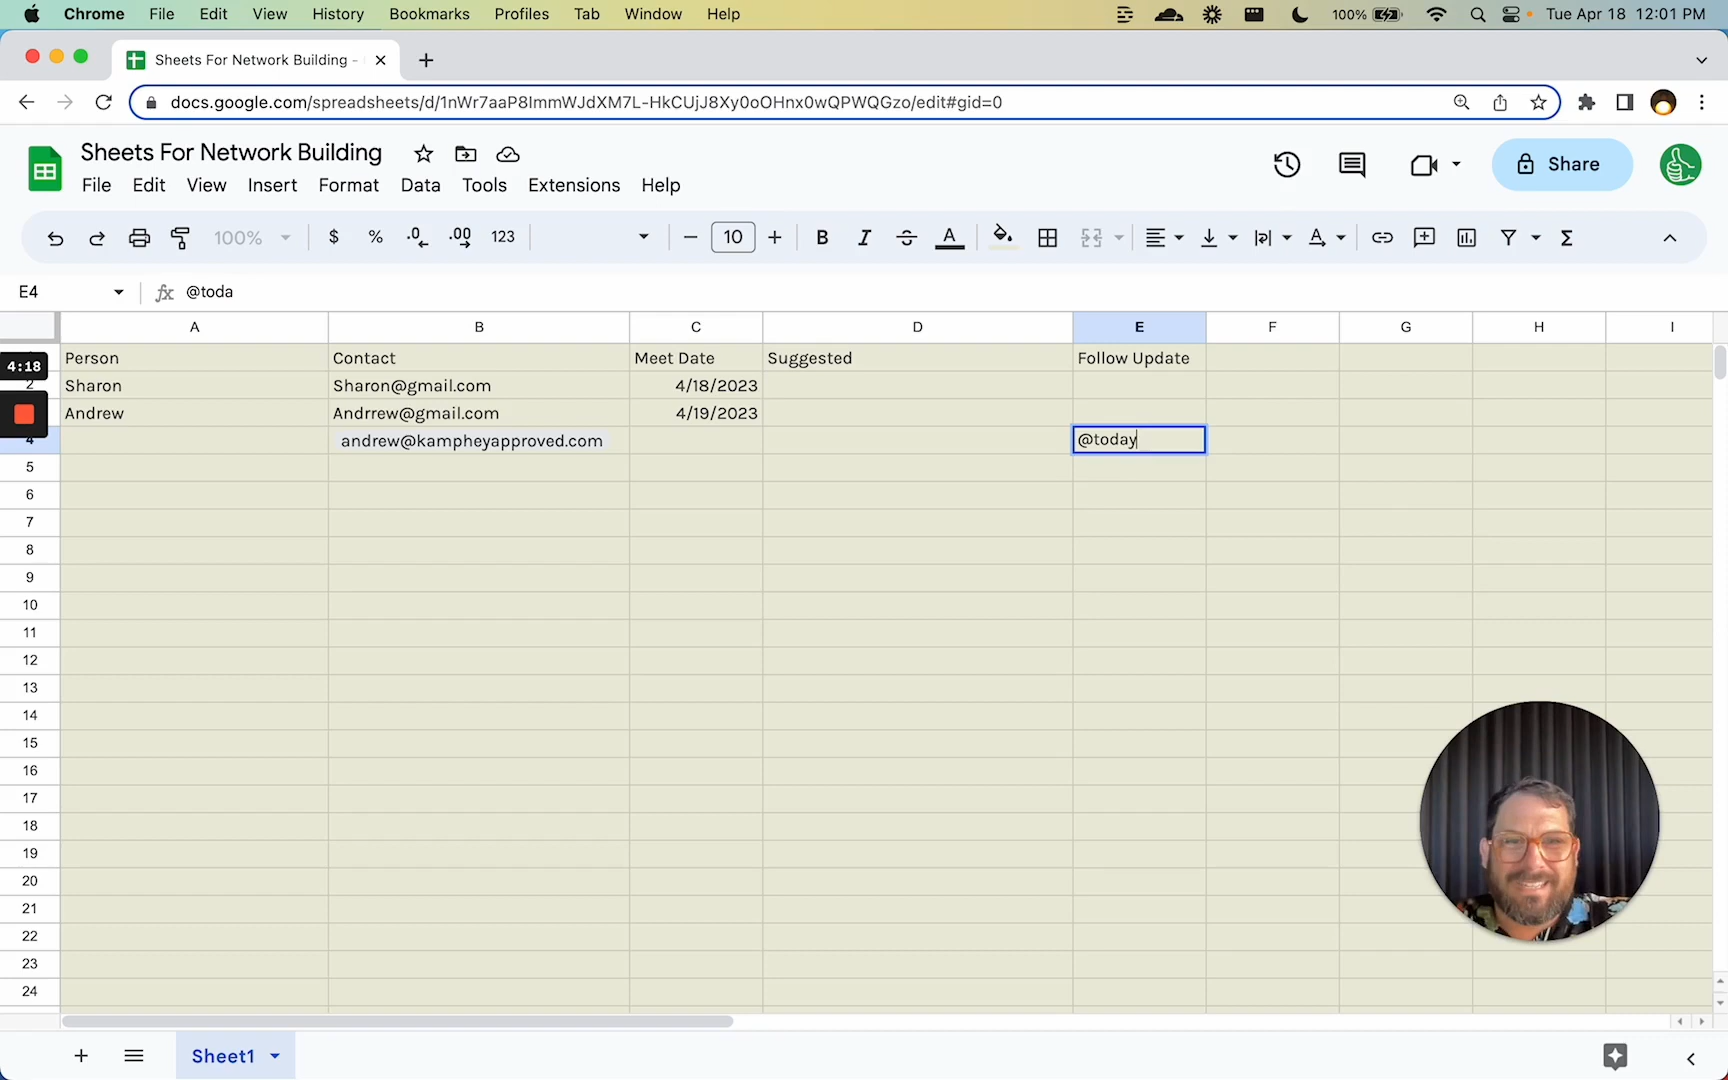 Chrome File Edit View History Bookmarks Profiles Tab Window Help 100% Tue Apr 18 12:01 PM
Sheets For Network Building -
docs.google.com/spreadsheets/d/1nWr7aaP8ImmWJdXM7L-HkCUjJ8Xy0oOHnx0wQPWQGzo/edit#gid=0
Sheets For Network Building
File Edit View Insert Format Data Tools Extensions Help
Share
100% $ % .0 .00 123 10 B I A
E4 fx @toda
A B C D E F G H I
Person Contact Meet Date Suggested Follow Update
4:18
2 Sharon Sharon@gmail.com 4/18/2023
Andrew Andrrew@gmail.com 4/19/2023
4 andrew@kampheyapproved.com @today
5
6
7
8
9
10
11
12
13
14
15
16
17
18
19
20
21
22
23
24
Sheet1